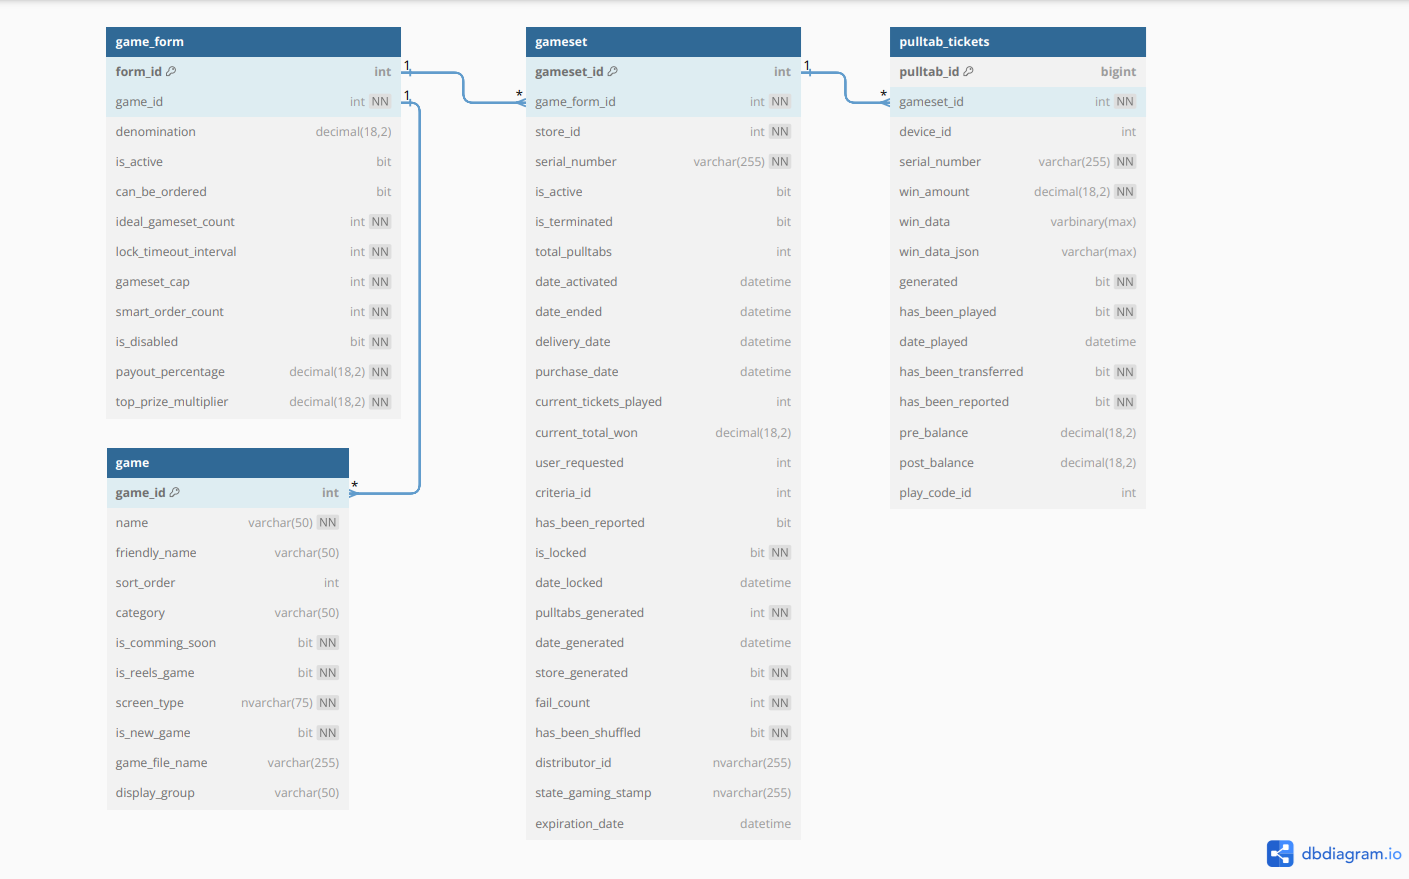 game_form
form_id int
game_id int NN
denomination decimal(18,2)
is_active bit
can_be_ordered bit
ideal_gameset_count int NN
lock_timeout_interval int NN
gameset_cap int NN
smart_order_count int NN
is_disabled bit NN
payout_percentage decimal(18,2) NN
top_prize_multiplier decimal(18,2) NN
1
1
*
game
game_id int
name varchar(50) NN
friendly_name varchar(50)
sort_order int
category varchar(50)
is_comming_soon bit NN
is_reels_game bit NN
screen_type nvarchar(75) NN
is_new_game bit NN
game_file_name varchar(255)
display_group varchar(50)
*
gameset
gameset_id int
game_form_id int NN
store_id int NN
serial_number varchar(255) NN
is_active bit
is_terminated bit
total_pulltabs int
date_activated datetime
date_ended datetime
delivery_date datetime
purchase_date datetime
current_tickets_played int
current_total_won decimal(18,2)
user_requested int
criteria_id int
has_been_reported bit
is_locked bit NN
date_locked datetime
pulltabs_generated int NN
date_generated datetime
store_generated bit NN
fail_count int NN
has_been_shuffled bit NN
distributor_id nvarchar(255)
state_gaming_stamp nvarchar(255)
expiration_date datetime
1
*
pulltab_tickets
pulltab_id bigint
gameset_id int NN
device_id int
serial_number varchar(255) NN
win_amount decimal(18,2) NN
win_data varbinary(max)
win_data_json varchar(max)
generated bit NN
has_been_played bit NN
date_played datetime
has_been_transferred bit NN
has_been_reported bit NN
pre_balance decimal(18,2)
post_balance decimal(18,2)
play_code_id int
dbdiagram.io